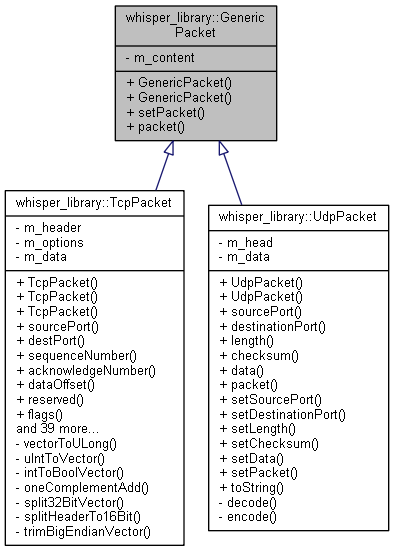 whisper_library::Generic
Packet
- m_content
+ GenericPacket()
+ GenericPacket()
+ setPacket()
+ packet()
whisper_library::TcpPacket
- m_header
- m_options
- m_data
+ TcpPacket()
+ TcpPacket()
+ TcpPacket()
+ sourcePort()
+ destPort()
+ sequenceNumber()
+ acknowledgeNumber()
+ dataOffset()
+ reserved()
+ flags()
and 39 more...
- vectorToULong()
- uIntToVector()
- intToBoolVector()
- oneComplementAdd()
- split32BitVector()
- splitHeaderTo16Bit()
- trimBigEndianVector()
whisper_library::UdpPacket
- m_head
- m_data
+ UdpPacket()
+ UdpPacket()
+ sourcePort()
+ destinationPort()
+ length()
+ checksum()
+ data()
+ packet()
+ setSourcePort()
+ setDestinationPort()
+ setLength()
+ setChecksum()
+ setData()
+ setPacket()
+ toString()
- decode()
- encode()